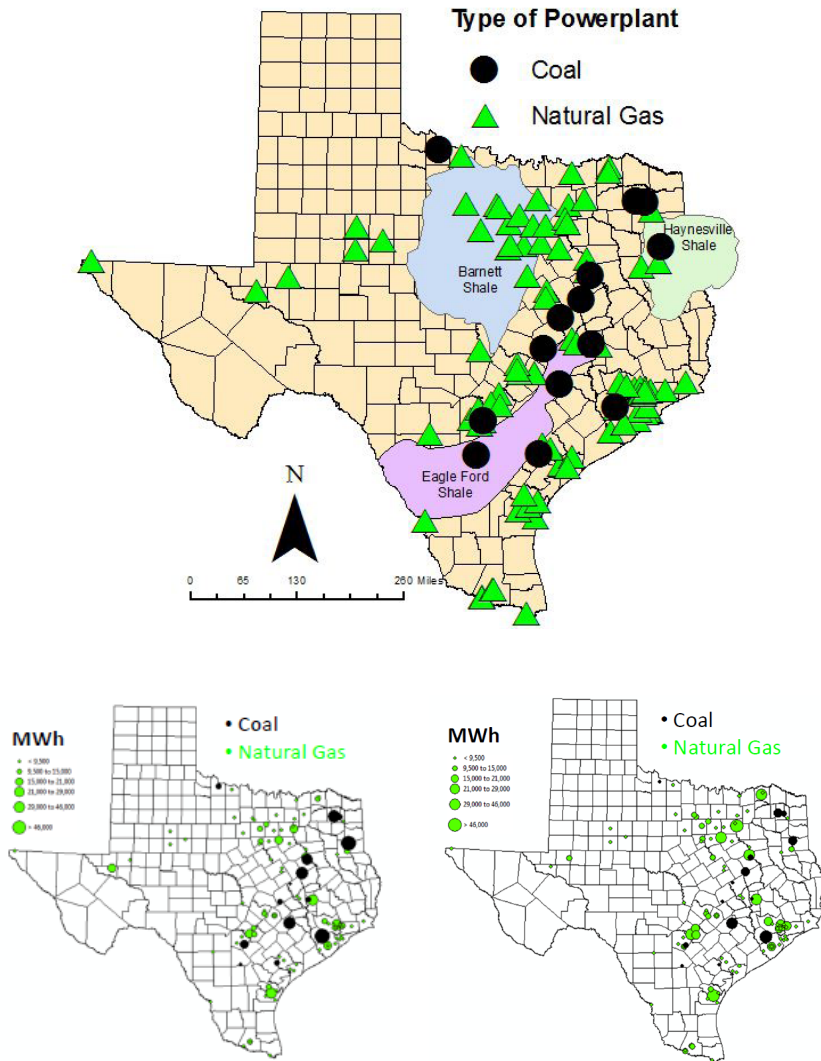 Type of Powerplant
Coal
Natural Gas
Haynesville
Shale
Barnett
Shale
Eagle Ford
Shale
N
0 65 130 260 Miles
• Coal
• Natural Gas
MWh
< 9,500
9,500 to 15,000
15,000 to 21,000
21,000 to 29,000
29,000 to 46,000
> 46,000
• Coal
• Natural Gas
MWh
< 9,500
9,500 to 15,000
15,000 to 21,000
21,000 to 29,000
29,000 to 46,000
> 46,000